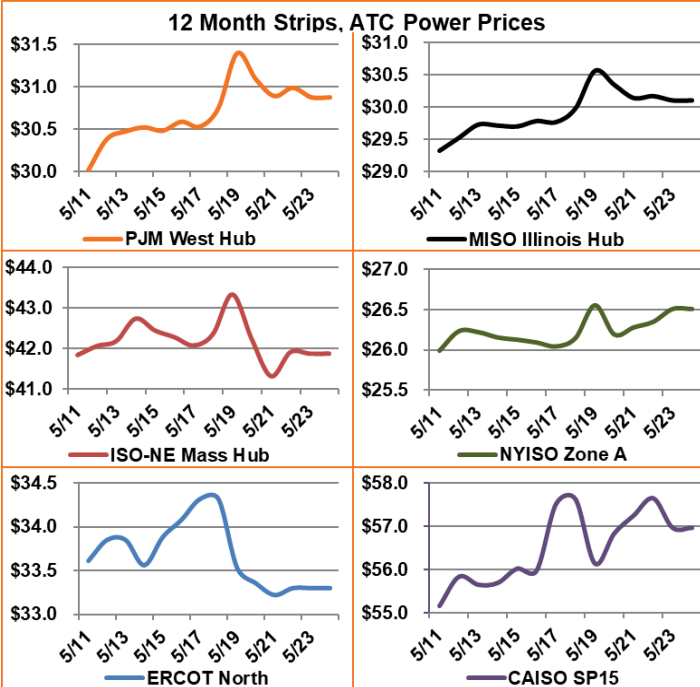 12 Month Strips, ATC Power Prices
$31.5
$31.0
$30.5
$30.0
5/11 5/13 5/15 5/17 5/19 5/21 5/23
PJM West Hub
$31.0
$30.5
$30.0
$29.5
$29.0
5/11 5/13 5/15 5/17 5/19 5/21 5/23
MISO Illinois Hub
$44.0
$43.0
$42.0
$41.0
5/11 5/13 5/15 5/17 5/19 5/21 5/23
ISO-NE Mass Hub
$27.0
$26.5
$26.0
$25.5
5/11 5/13 5/15 5/17 5/19 5/21 5/23
NYISO Zone A
$34.5
$34.0
$33.5
$33.0
5/11 5/13 5/15 5/17 5/19 5/21 5/23
ERCOT North
$58.0
$57.0
$56.0
$55.0
5/11 5/13 5/15 5/17 5/19 5/21 5/23
CAISO SP15